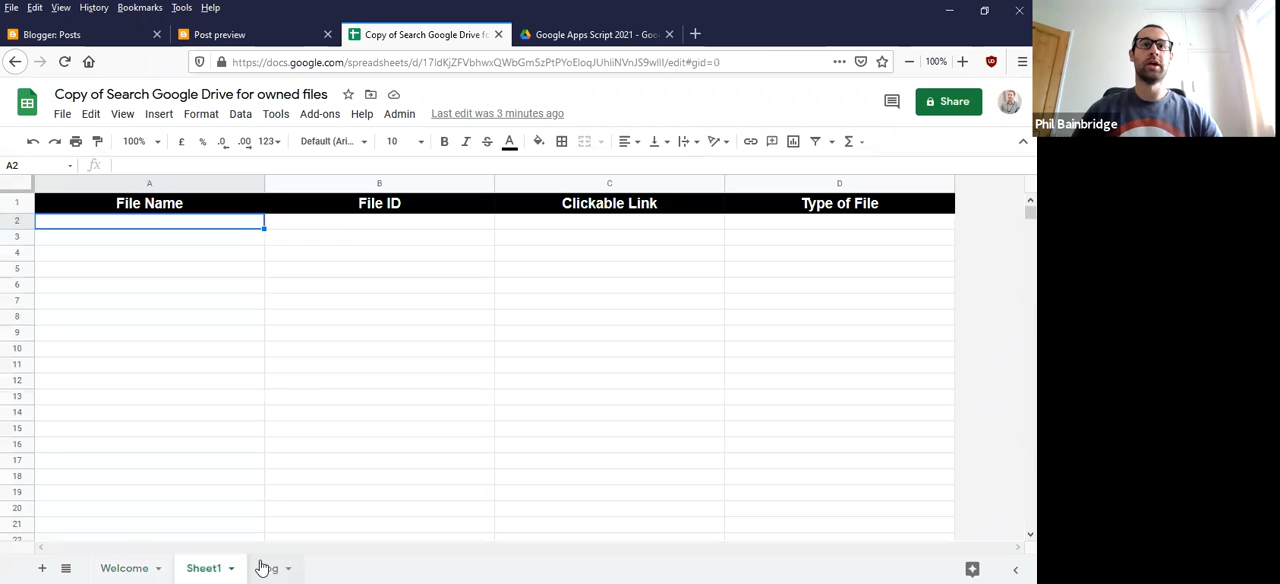 File Edit View History Bookmarks Tools Help
Blogger: Posts
Post preview
Copy of Search Google Drive fo
Google Apps Script 2021 - Goo
https://docs.google.com/spreadsheets/d/17IdKjZFVbhwxQWbGm5zPtPYoEloqJUhliNVnJS9wllI/edit#gid=0
100%
Copy of Search Google Drive for owned files
File Edit View Insert Format Data Tools Add-ons Help Admin Last edit was 3 minutes ago
Share
Phil Bainbridge
100% £ % .0 .00 123 Default (Ari... 10 B I S A
A2 fx
A B C D
1 File Name File ID Clickable Link Type of File
2
3
4
5
6
7
8
9
10
11
12
13
14
15
16
17
18
19
20
21
22
Welcome Sheet1